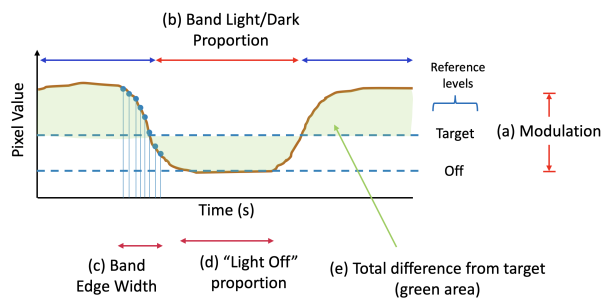 (b) Band Light/Dark
Proportion
Reference
levels
Pixel Value
Target
(a) Modulation
Off
Time (s)
(c) Band
Edge Width
(d) “Light Off”
proportion
(e) Total difference from target
(green area)